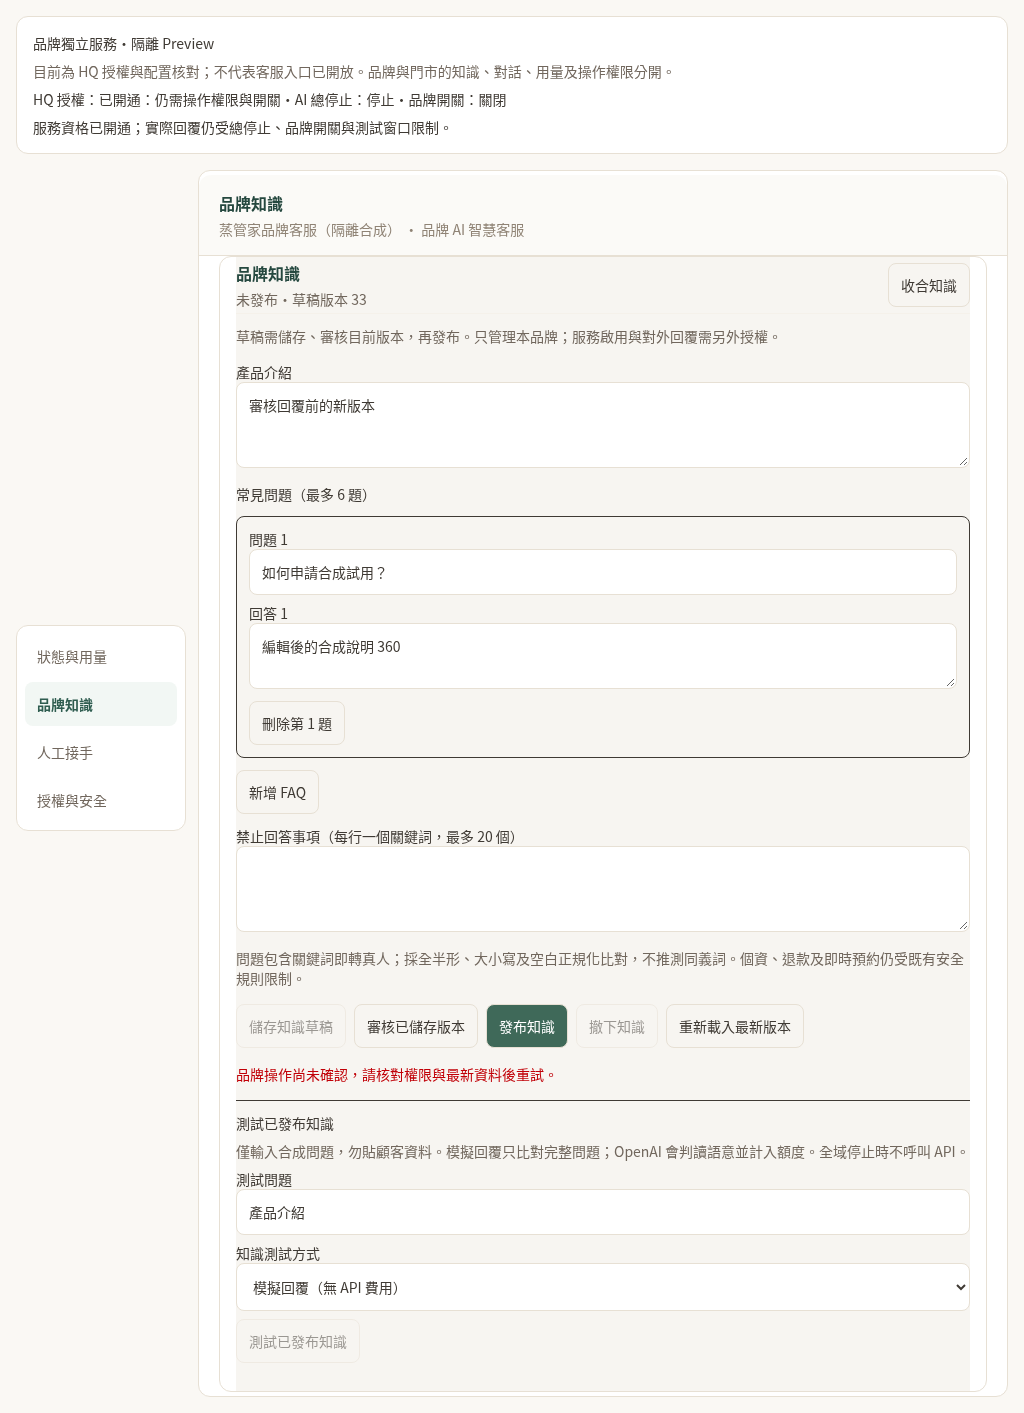 品牌獨立服務・隔離 Preview
目前為 HQ 授權與配置核對；不代表客服入口已開放。品牌與門市的知識、對話、用量及操作權限分開。
HQ 授權：已開通：仍需操作權限與開關・AI 總停止：停止・品牌開關：關閉
服務資格已開通；實際回覆仍受總停止、品牌開關與測試窗口限制。
狀態與用量
品牌知識
人工接手
授權與安全
品牌知識
蒸管家品牌客服（隔離合成） ・ 品牌 AI 智慧客服
品牌知識
未發布・草稿版本 33
收合知識
草稿需儲存、審核目前版本，再發布。只管理本品牌；服務啟用與對外回覆需另外授權。
產品介紹
審核回覆前的新版本
常見問題（最多 6 題）
問題 1
如何申請合成試用？
回答 1
編輯後的合成說明 360
刪除第 1 題
新增 FAQ
禁止回答事項（每行一個關鍵詞，最多 20 個）
問題包含關鍵詞即轉真人；採全半形、大小寫及空白正規化比對，不推測同義詞。個資、退款及即時預約仍受既有安全
規則限制。
儲存知識草稿
審核已儲存版本
發布知識
撤下知識
重新載入最新版本
品牌操作尚未確認，請核對權限與最新資料後重試。
測試已發布知識
僅輸入合成問題，勿貼顧客資料。模擬回覆只比對完整問題；OpenAI 會判讀語意並計入額度。全域停止時不呼叫 API。
測試問題
產品介紹
知識測試方式
模擬回覆（無 API 費用）
測試已發布知識